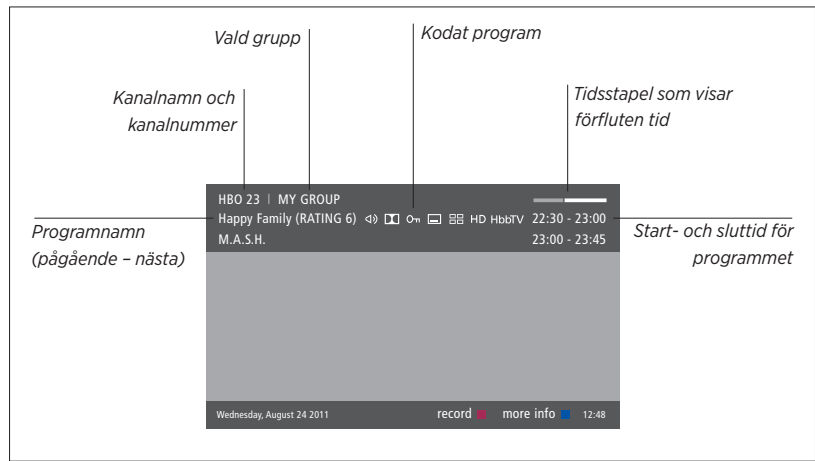 Vald grupp
Kodat program
Kanalnamn och
kanalnummer
Tidsstapel som visar
förfluten tid
HBO 23 | MY GROUP
Happy Family (RATING 6) HD HbbTV 22:30 - 23:00
M.A.S.H. 23:00 - 23:45
Programnamn
(pågående – nästa)
Start- och sluttid för
programmet
Wednesday, August 24 2011 record more info 12:48